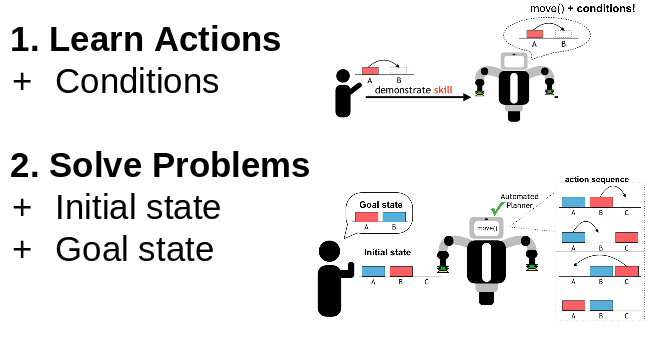 move() + conditions!
1. Learn Actions
+ Conditions
A B
A B
demonstrate skill
2. Solve Problems
+ Initial state
+ Goal state
Goal state
A B
Initial state
A B C
Automated
Planner
move()
action sequence
A B C
A B C
A B C
A B C